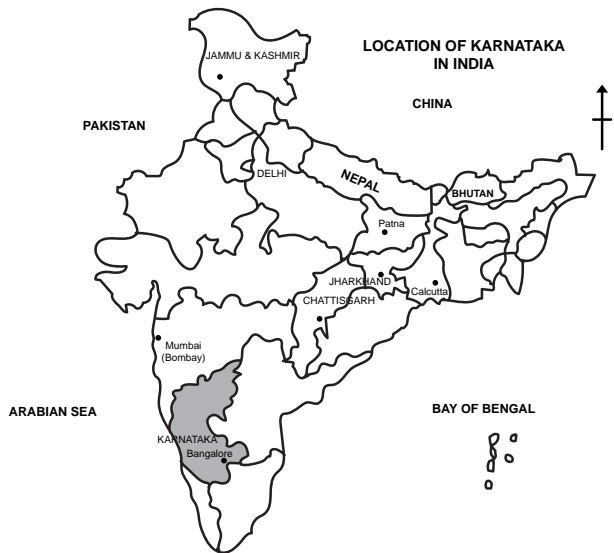 LOCATION OF KARNATAKA
IN INDIA
JAMMU & KASHMIR
CHINA
PAKISTAN
DELHI
NEPAL
BHUTAN
Patna
JHARKHAND
Calcutta
CHATTISGARH
Mumbai
(Bombay)
ARABIAN SEA
BAY OF BENGAL
KARNATAKA
Bangalore